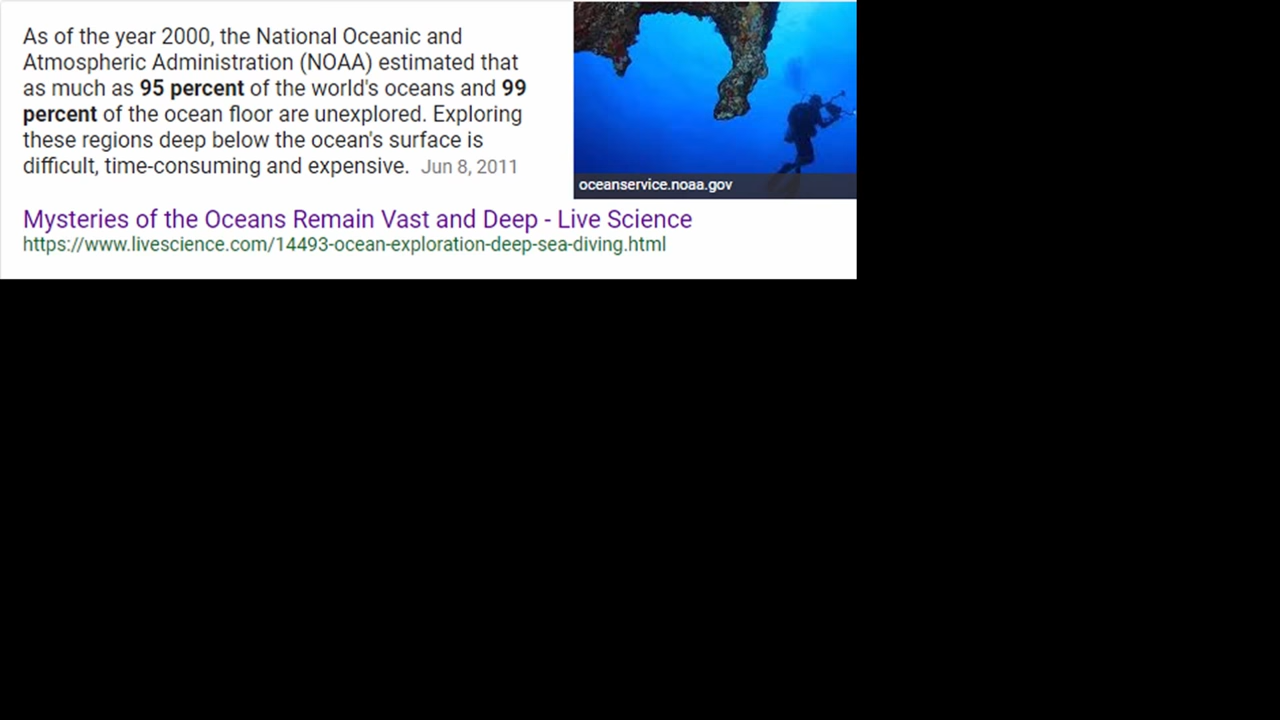 As of the year 2000, the National Oceanic and
Atmospheric Administration (NOAA) estimated that
as much as 95 percent of the world's oceans and 99
percent of the ocean floor are unexplored. Exploring
these regions deep below the ocean's surface is
difficult, time-consuming and expensive. Jun 8, 2011
oceanservice.noaa.gov
Mysteries of the Oceans Remain Vast and Deep - Live Science
https://www.livescience.com/14493-ocean-exploration-deep-sea-diving.html